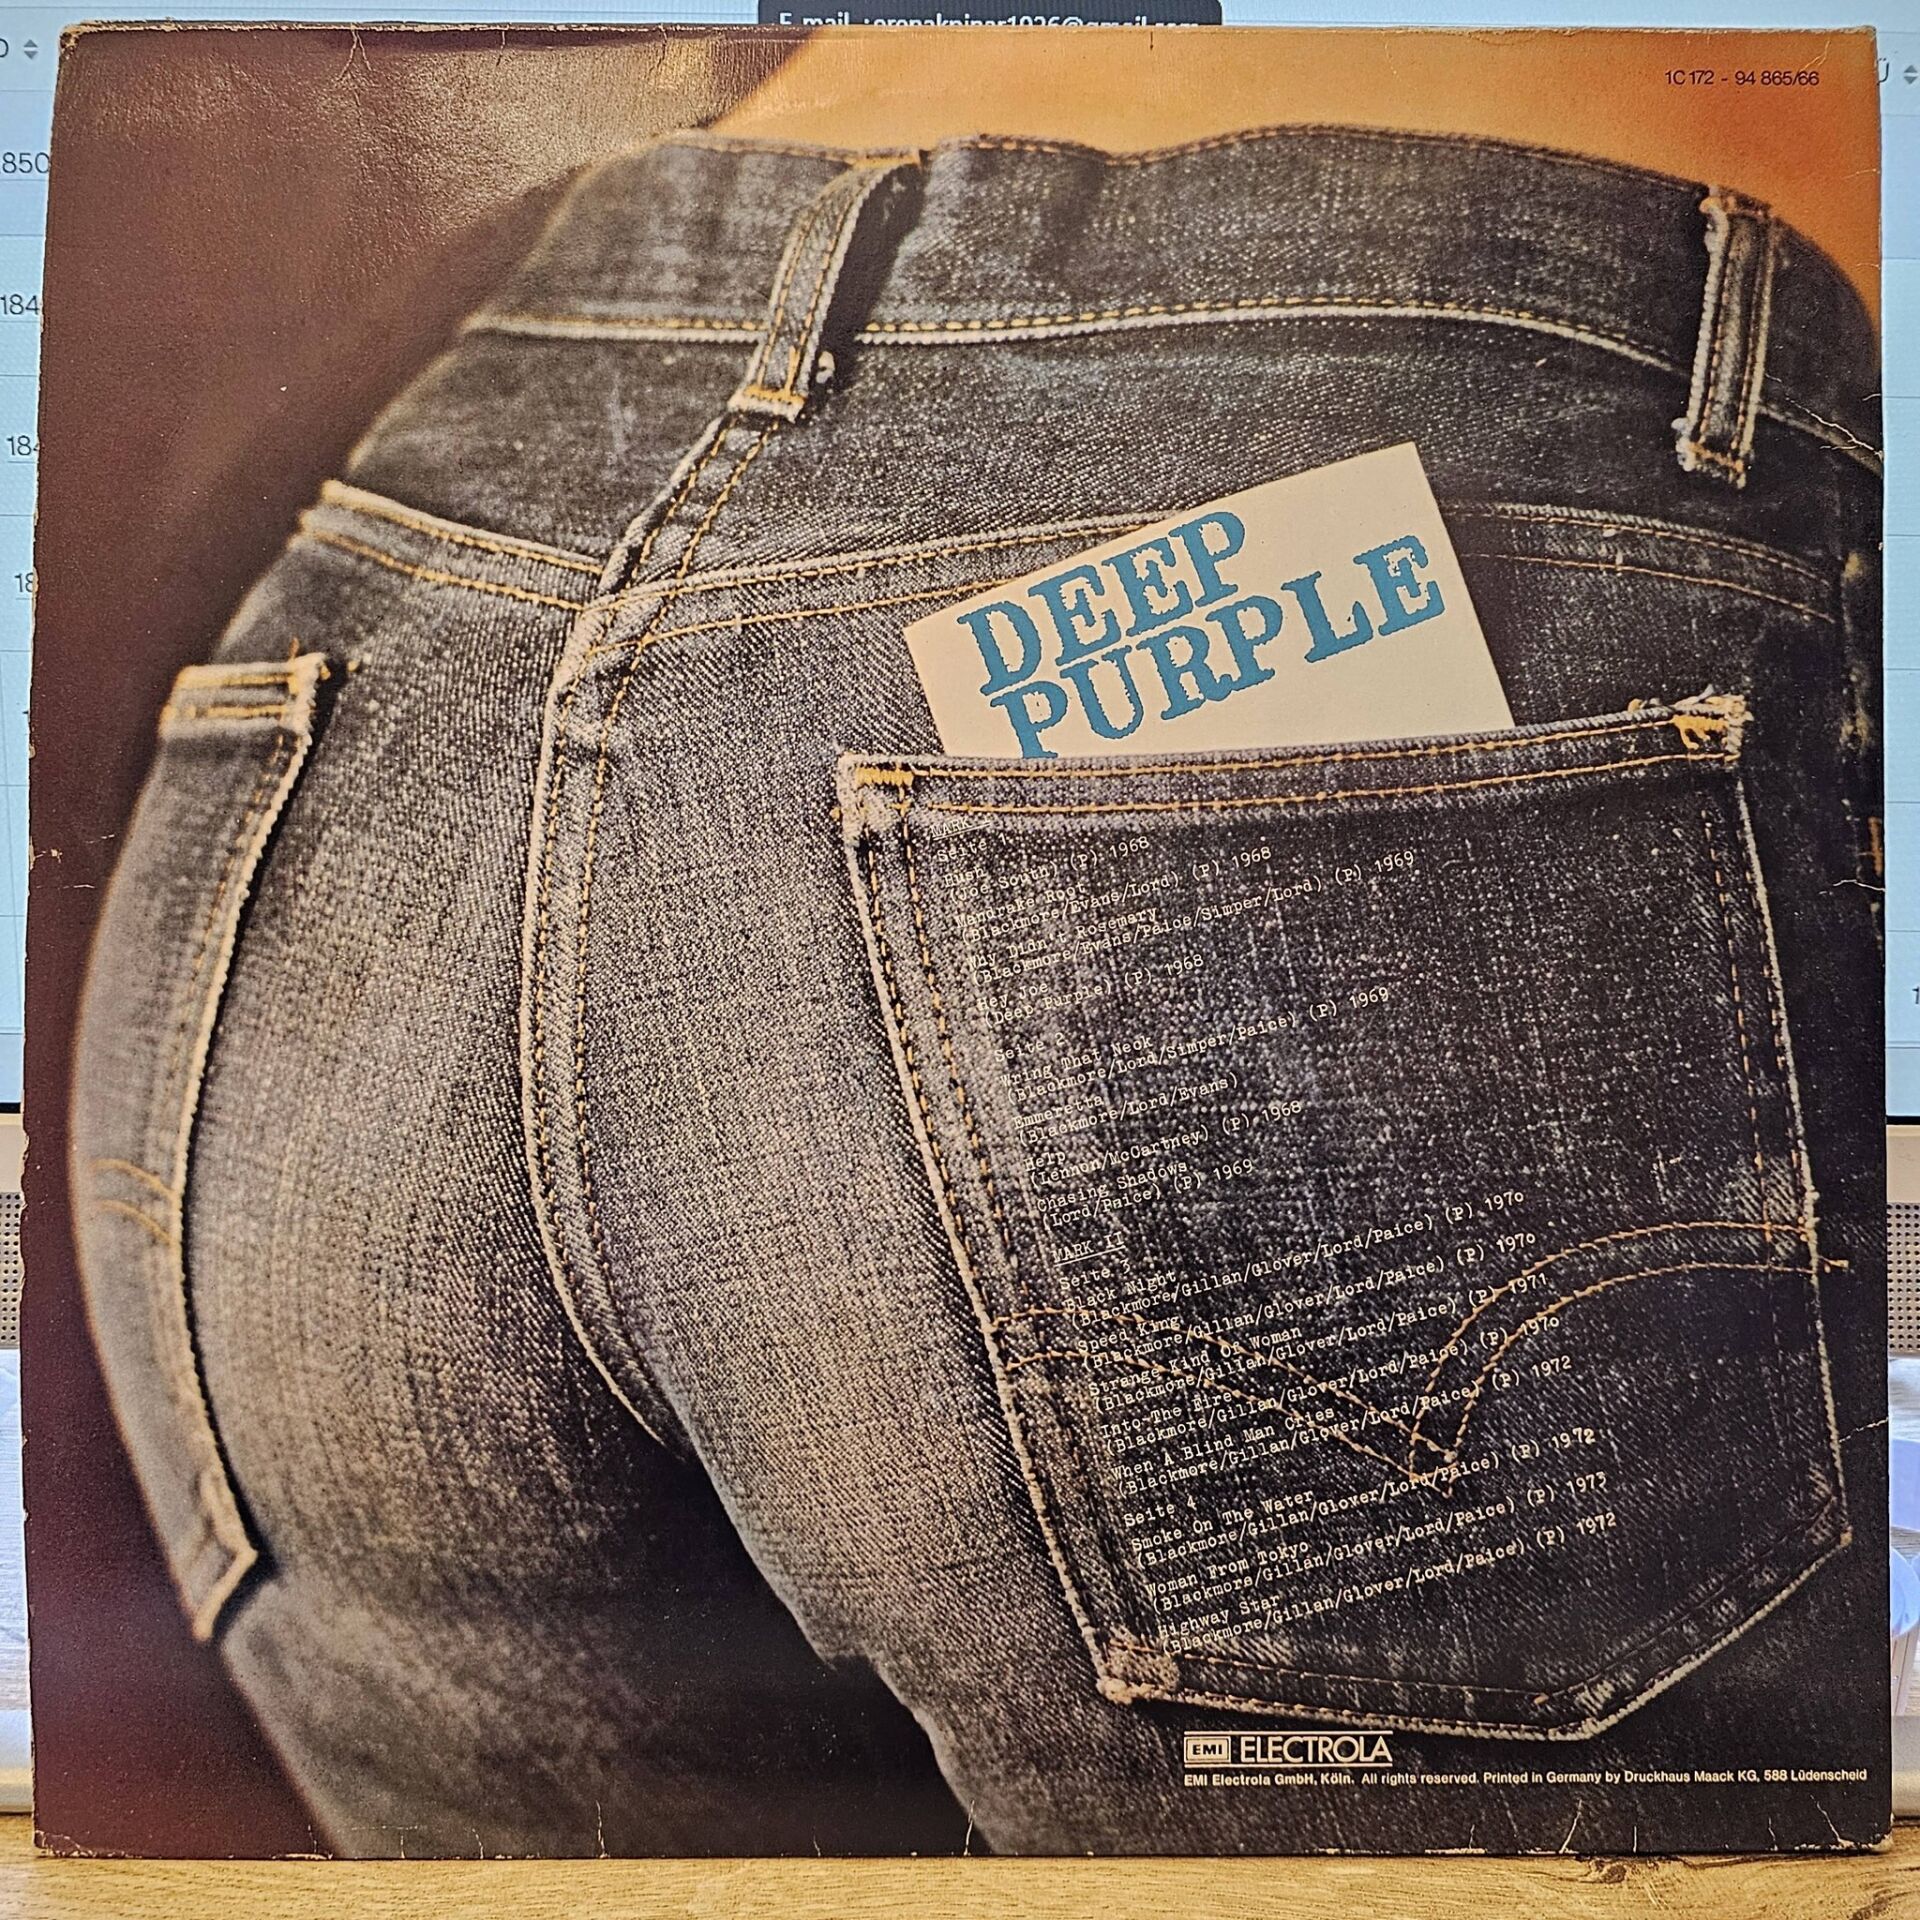 1C 172 - 94 865/66
850
184
184
18
DEEP
PURPLE
Seite 1
Hush
(Joe South) (P) 1968
Mandrake Root
(Blackmore/Evans/Lord) (P) 1968
Why Didn't Rosemary
(Blackmore/Evans/Paice/Simper/Lord) (P) 1969
Hey Joe
(Deep Purple) (P) 1968
Seite 2
Wring That Neck
(Blackmore/Lord/Simper/Paice) (P) 1969
Emmeretta
(Blackmore/Lord/Evans)
Help
(Lennon/McCartney) (P) 1968
Chasing Shadows
(Lord/Paice) (P) 1969
MARK II
Seite 3
Black Night
(Blackmore/Gillan/Glover/Lord/Paice) (P) 1970
Speed King
(Blackmore/Gillan/Glover/Lord/Paice) (P) 1970
Strange Kind Of Woman
(Blackmore/Gillan/Glover/Lord/Paice) (P) 1971
Into The Fire
(Blackmore/Gillan/Glover/Lord/Paice) (P) 1970
When A Blind Man Cries
(Blackmore/Gillan/Glover/Lord/Paice) (P) 1972
Seite 4
Smoke On The Water
(Blackmore/Gillan/Glover/Lord/Paice) (P) 1972
Woman From Tokyo
(Blackmore/Gillan/Glover/Lord/Paice) (P) 1973
Highway Star
(Blackmore/Gillan/Glover/Lord/Paice) (P) 1972
EMI ELECTROLA
EMI Electrola GmbH, Köln. All rights reserved. Printed in Germany by Druckhaus Maack KG, 588 Lüdenscheid